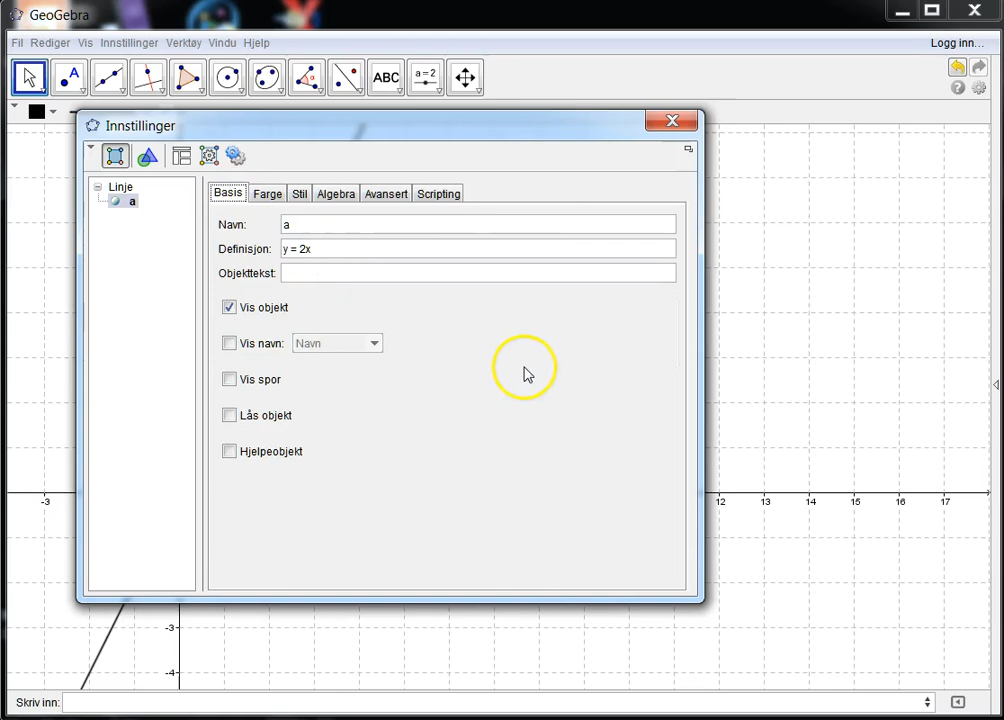 GeoGebra
Fil Rediger Vis Innstillinger Verktøy Vindu Hjelp Logg inn...
A α ABC a=2
Innstillinger
Linje
a
Basis Farge Stil Algebra Avansert Scripting
Navn: a
Definisjon: y = 2x
Objekttekst:
Vis objekt
Vis navn: Navn
Vis spor
Lås objekt
Hjelpeobjekt
-3 12 13 14 15 16 17
-3
-4
Skriv inn: